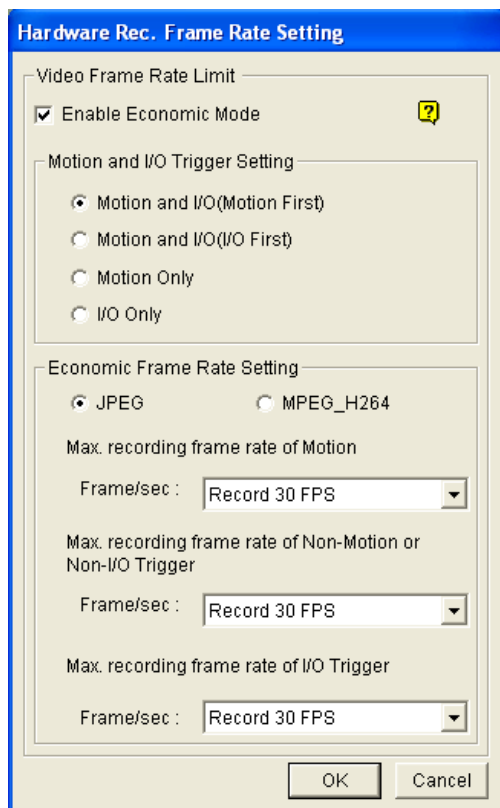 Hardware Rec. Frame Rate Setting
Video Frame Rate Limit
Enable Economic Mode
?
Motion and I/O Trigger Setting
Motion and I/O(Motion First)
Motion and I/O(I/O First)
Motion Only
I/O Only
Economic Frame Rate Setting
JPEG MPEG_H264
Max. recording frame rate of Motion
Frame/sec : Record 30 FPS
Max. recording frame rate of Non-Motion or
Non-I/O Trigger
Frame/sec : Record 30 FPS
Max. recording frame rate of I/O Trigger
Frame/sec : Record 30 FPS
OK Cancel